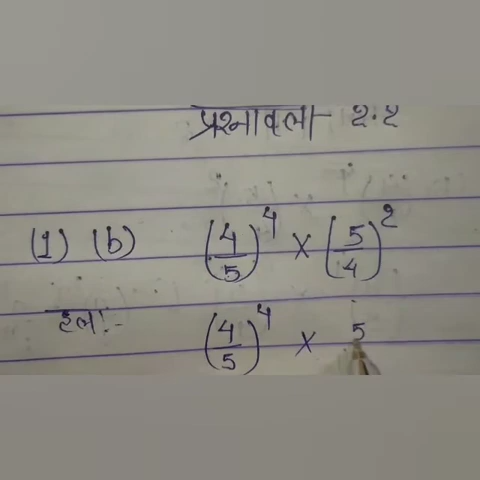 प्रश्नावली - २.२
(1) (b) (4/5)^4 × (5/4)^2
हल:- (4/5)^4 × 5